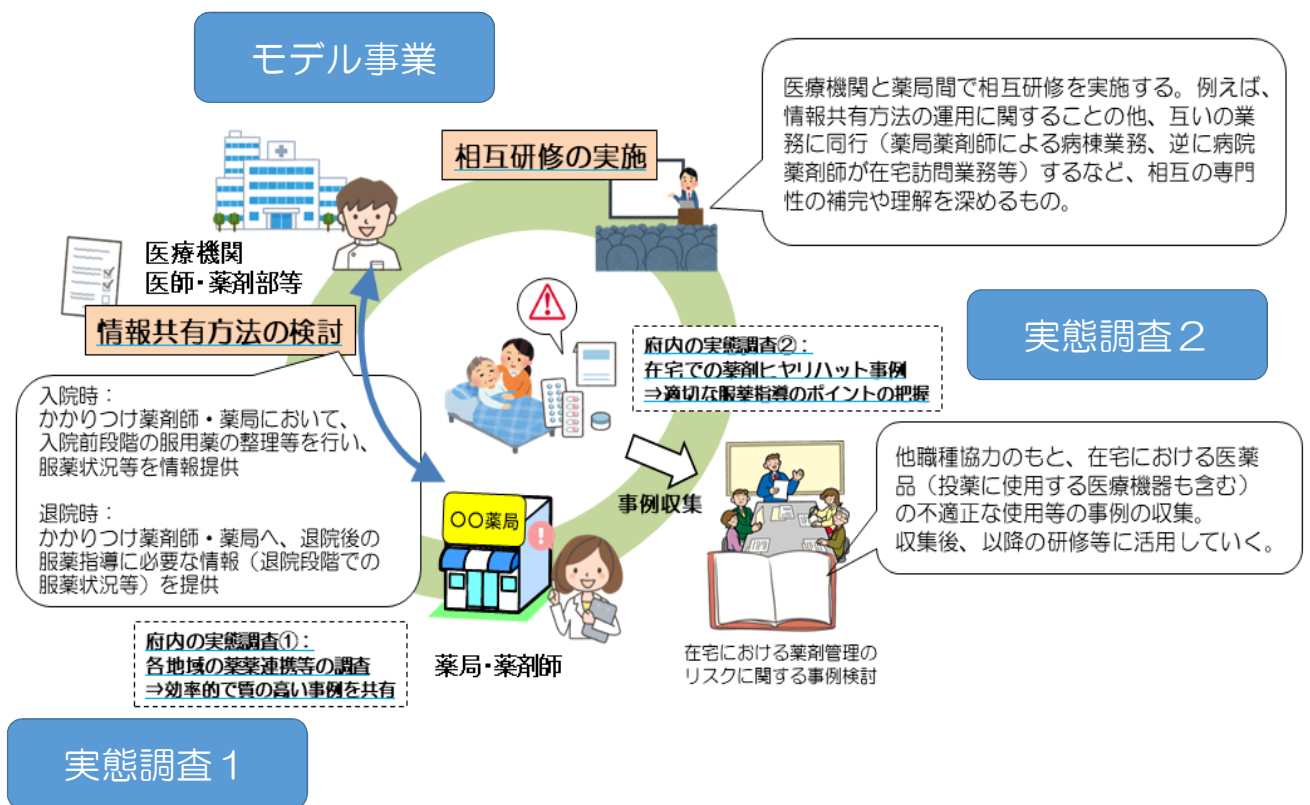 モデル事業
医療機関と薬局間で相互研修を実施する。例えば、
情報共有方法の運用に関することの他、互いの業
務に同行（薬局薬剤師による病棟業務、逆に病院
薬剤師が在宅訪問業務等）するなど、相互の専門
性の補完や理解を深めるもの。
相互研修の実施
医療機関
医師・薬剤部等
情報共有方法の検討
実態調査２
府内の実態調査②：
在宅での薬剤ヒヤリハット事例
⇒適切な服薬指導のポイントの把握
入院時：
かかりつけ薬剤師・薬局において、
入院前段階の服用薬の整理等を行い、
服薬状況等を情報提供
退院時：
かかりつけ薬剤師・薬局へ、退院後の
服薬指導に必要な情報（退院段階での
服薬状況等）を提供
事例収集
他職種協力のもと、在宅における医薬
品（投薬に使用する医療機器も含む）
の不適正な使用等の事例の収集。
収集後、以降の研修等に活用していく。
〇〇薬局
薬局・薬剤師
在宅における薬剤管理の
リスクに関する事例検討
府内の実態調査①：
各地域の薬薬連携等の調査
⇒効率的で質の高い事例を共有
実態調査１